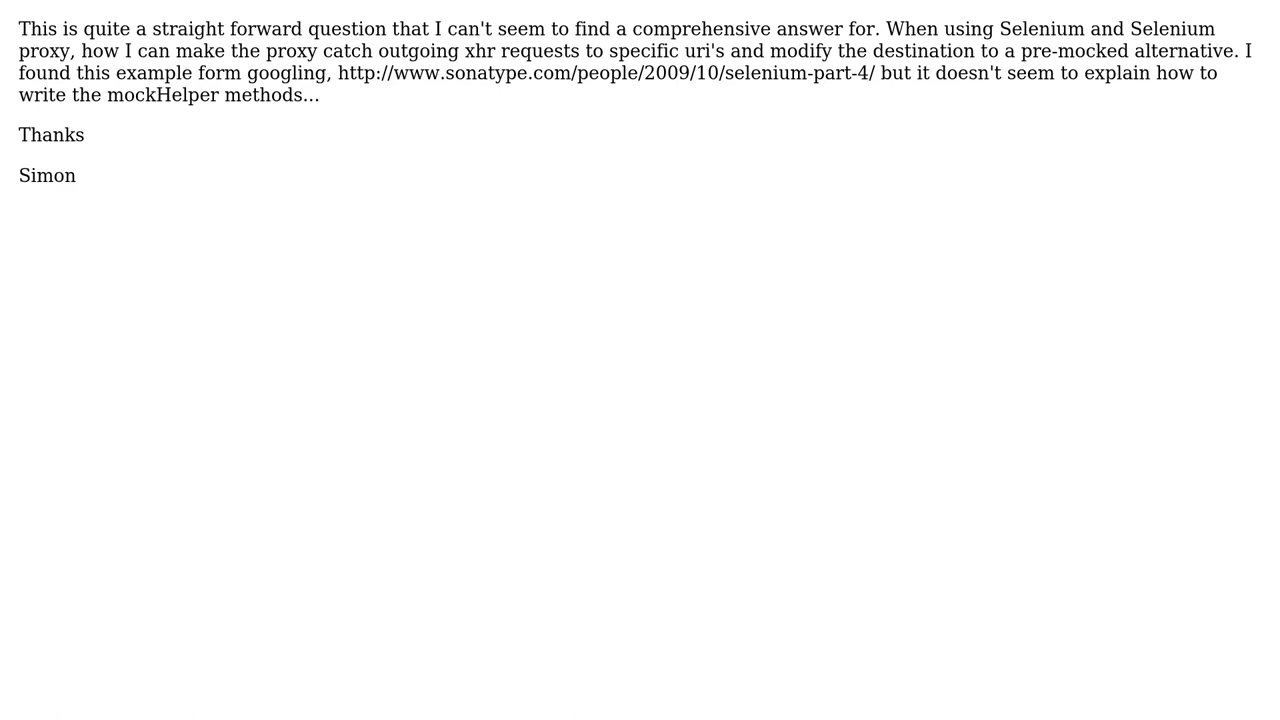 This is quite a straight forward question that I can't seem to find a comprehensive answer for. When using Selenium and Selenium
proxy, how I can make the proxy catch outgoing xhr requests to specific uri's and modify the destination to a pre-mocked alternative. I
found this example form googling, http://www.sonatype.com/people/2009/10/selenium-part-4/ but it doesn't seem to explain how to
write the mockHelper methods...
Thanks
Simon